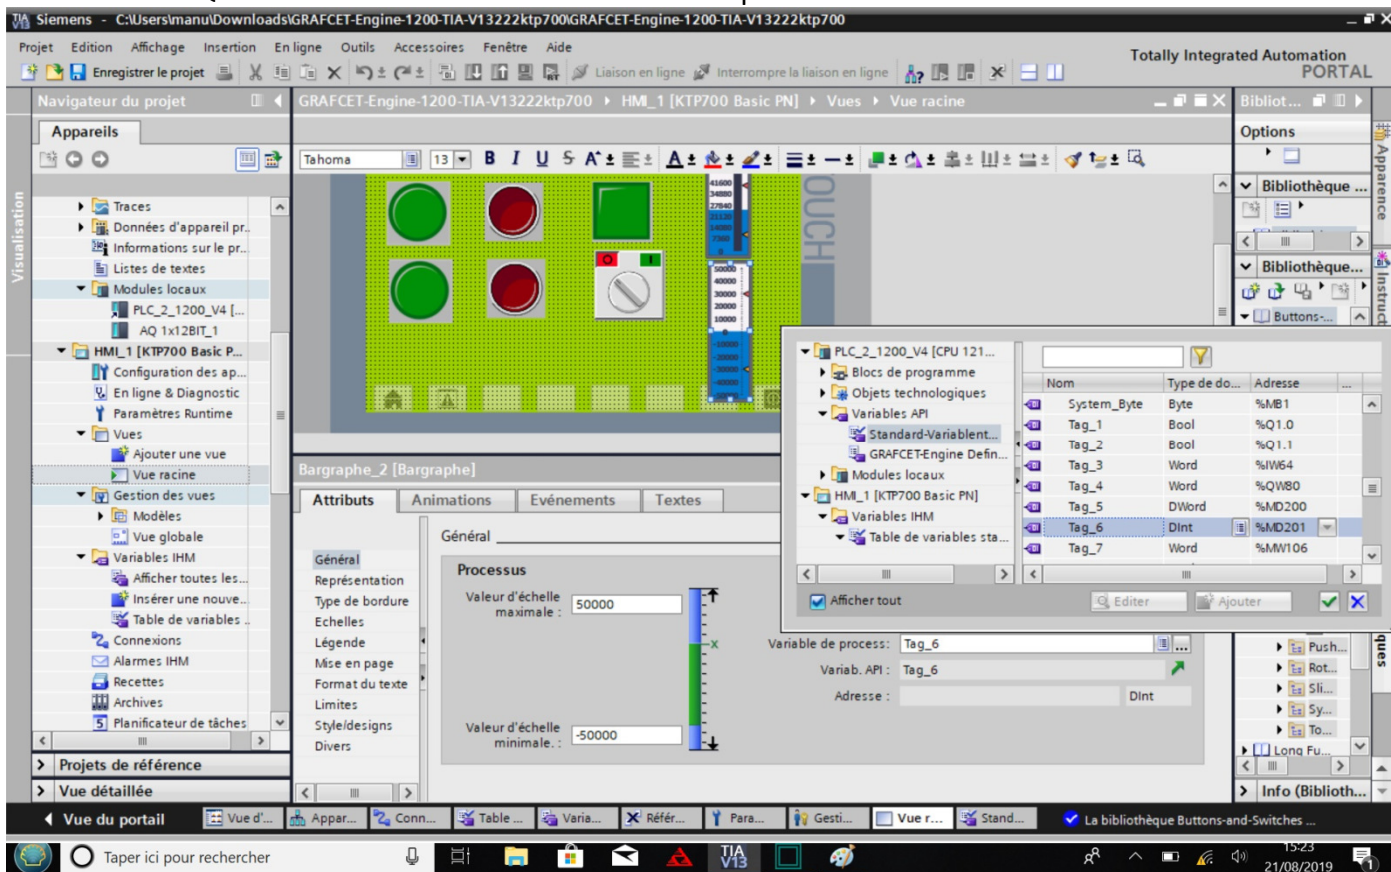 Siemens - C:\Users\manu\Downloads\GRAFCET-Engine-1200-TIA-V13222ktp700\GRAFCET-Engine-1200-TIA-V13222ktp700
Projet Edition Affichage Insertion En ligne Outils Accessoires Fenêtre Aide
Totally Integrated Automation
PORTAL
Enregistrer le projet
Liaison en ligne
Interrompre la liaison en ligne
Navigateur du projet
GRAFCET-Engine-1200-TIA-V13222ktp700 HMI_1 [KTP700 Basic PN] Vues Vue racine
Bibliot...
Appareils
Options
Tahoma 13 B I U S
Bibliothèque ...
Bibliothèque...
Buttons-...
Apparence
Instruct
Visualisation
Traces
Données d'appareil pr..
Informations sur le pr...
Listes de textes
Modules locaux
PLC_2_1200_V4 [...
AQ 1x12BIT_1
HMI_1 [KTP700 Basic P...
Configuration des ap...
En ligne & Diagnostic
Paramètres Runtime
Vues
Ajouter une vue
Vue racine
Gestion des vues
Modèles
Vue globale
Variables IHM
Afficher toutes les...
Insérer une nouve...
Table de variables ..
Connexions
Alarmes IHM
Recettes
Archives
Planificateur de tâches
Projets de référence
Vue détaillée
41600
34880
27840
21120
14080
7360
0
OUCH
O I
50000
40000
30000
20000
10000
0
-10000
-20000
-30000
-40000
PLC_2_1200_V4 [CPU 121...
Blocs de programme
Objets technologiques
Variables API
Standard-Variablent...
GRAFCET-Engine Defin...
Modules locaux
HMI_1 [KTP700 Basic PN]
Variables IHM
Table de variables sta...
Nom Type de do... Adresse ...
System_Byte Byte %MB1
Tag_1 Bool %Q1.0
Tag_2 Bool %Q1.1
Tag_3 Word %IW64
Tag_4 Word %QW80
Tag_5 DWord %MD200
Tag_6 DInt %MD201
Tag_7 Word %MW106
Afficher tout
Editer
Ajouter
Bargraphe_2 [Bargraphe]
Attributs Animations Evénements Textes
Général
Représentation
Type de bordure
Echelles
Légende
Mise en page
Format du texte
Limites
Style/designs
Divers
Général
Processus
Valeur d'échelle
maximale : 50000
Valeur d'échelle
minimale. : -50000
Variable de process: Tag_6
Variab. API : Tag_6
Adresse : DInt
Push...
Rot...
Sli...
Sy...
To...
Long Fu...
Info (Biblioth...
Vue du portail
Vue d'...
Appar...
Conn...
Table ...
Varia...
Référ...
Para...
Gesti...
Vue r...
Stand...
La bibliothèque Buttons-and-Switches ...
Taper ici pour rechercher
TIA
V13
15:23
21/08/2019